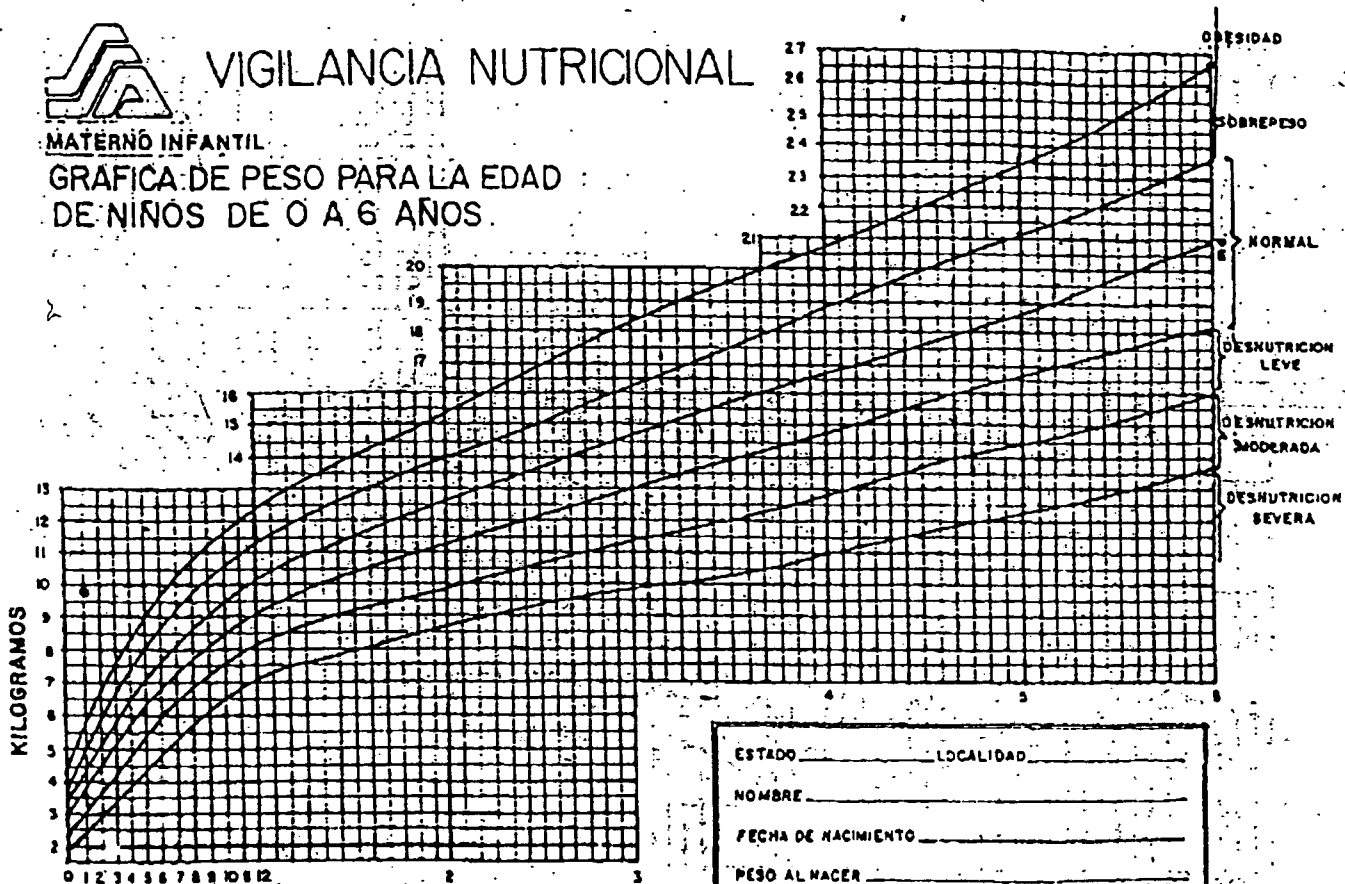 VIGILANCIA NUTRICIONAL
MATERNO INFANTIL
GRAFICA DE PESO PARA LA EDAD
DE NIÑOS DE 0 A 6 AÑOS.
OBESIDAD
SOBREPESO
NORMAL
DESNUTRICION
LEVE
DESNUTRICION
MODERADA
DESNUTRICION
SEVERA
27
26
25
24
23
22
21
20
19
18
17
16
15
14
13
12
11
10
9
8
7
6
5
4
3
2
KILOGRAMOS
0 1 2 3 4 5 6 7 8 9 10 11 12 2 3
4 5 6
ESTADO LOCALIDAD
NOMBRE
FECHA DE NACIMIENTO
PESO AL NACER